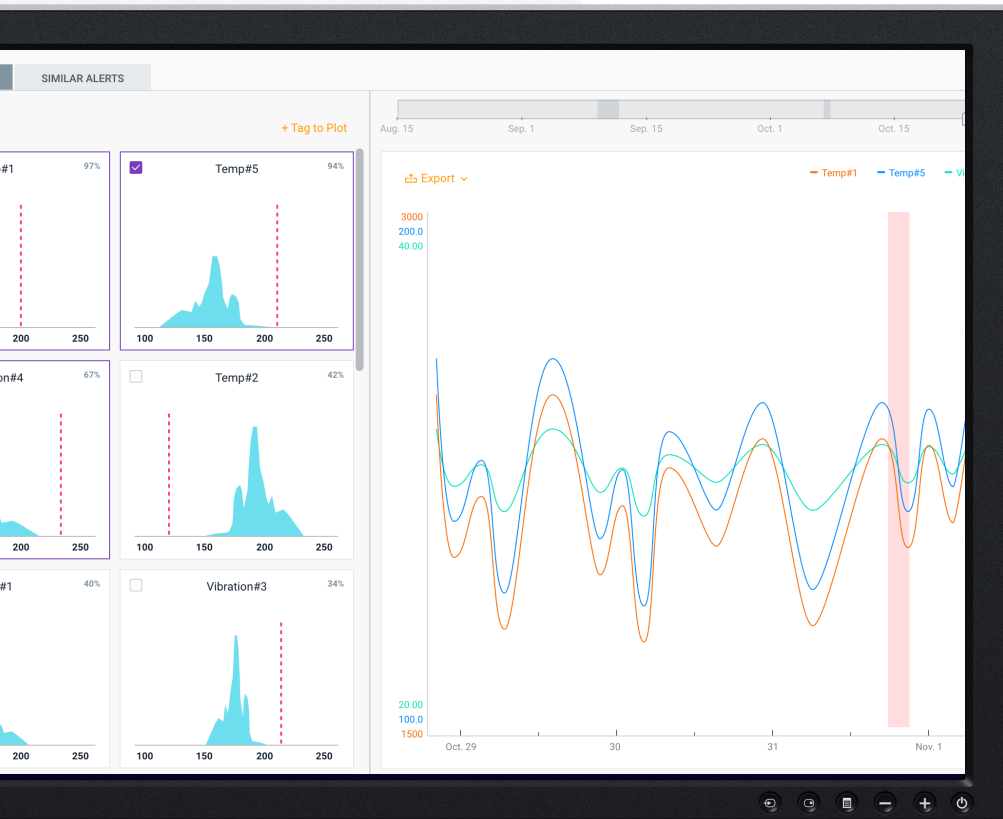 SIMILAR ALERTS
+ Tag to Plot
#1 97%
100 150 200 250
Temp#5 94%
200 250
on#4 67%
200 250
Temp#2 42%
100 150 200 250
#1 40%
200 250
Vibration#3 34%
100 150 200 250
Aug. 15 Sep. 1 Sep. 15 Oct. 1 Oct. 15
Export
Temp#1 Temp#5 Vi
3000
200.0
40.00
20.00
100.0
1500
Oct. 29 30 31 Nov. 1